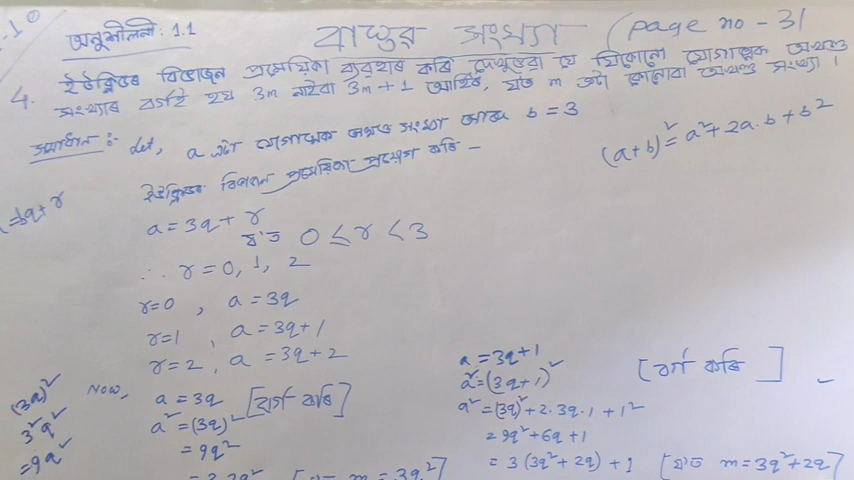 অনুশীলনী: 1.1
বাস্তৱ সংখ্যা (page no - 31
4. ইউক্লিডৰ বিভাজন প্ৰমেয়িকা ব্যৱহাৰ কৰি দেখুওৱা যে যিকোনো যোগাত্মক অখণ্ড
সংখ্যাৰ বৰ্গই হয় 3m নাইবা 3m+1 আৰ্হিৰ, য'ত m এটা কোনোবা অখণ্ড সংখ্যা ।
সমাধান :- Let, a এটা যোগাত্মক অখণ্ড সংখ্যা আৰু b = 3
(a+b)² = a²+2a.b+b²
ইউক্লিডৰ বিভাজন প্ৰমেয়িকা প্ৰয়োগ কৰি -
a = 3q + r
য'ত 0 ≤ r < 3
∴ r = 0, 1, 2
r=0 , a = 3q
r=1 , a = 3q+1
r=2, a = 3q+2
Now, a = 3q [বৰ্গ কৰি]
a² = (3q)²
= 9q²
a = 3q+1
a² = (3q+1)² [বৰ্গ কৰি]
a² = (3q)²+2.3q.1+1²
= 9q²+6q+1
= 3(3q²+2q)+1 [য'ত m=3q²+2q]
(3q)²
3²q²
=9q²